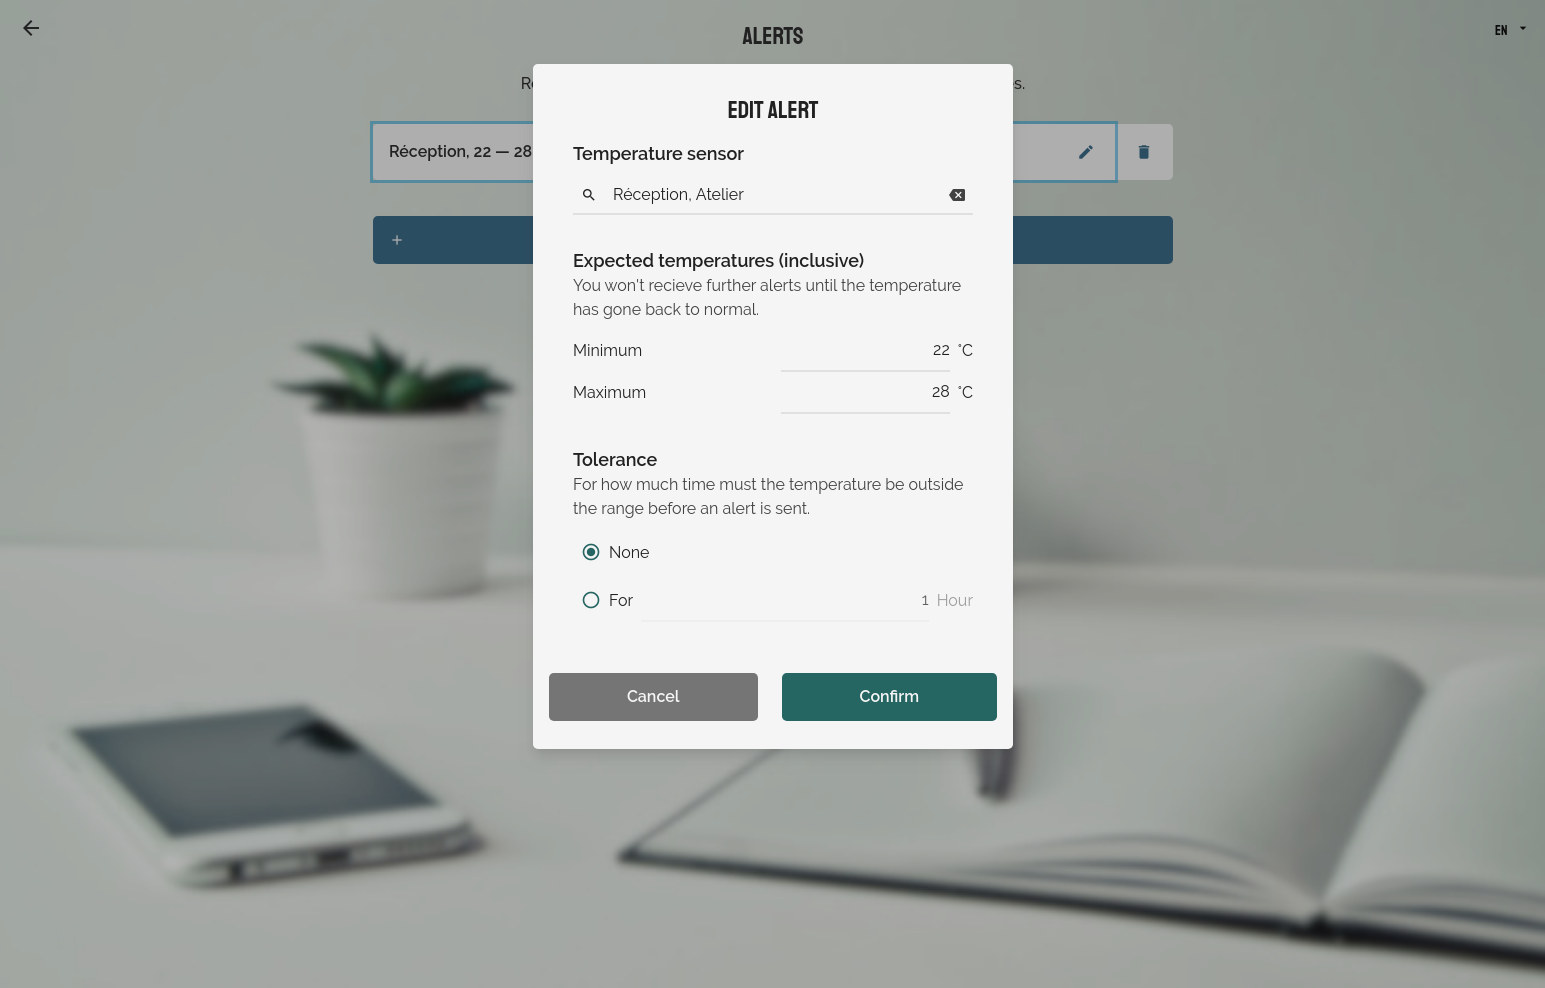 ALERTS
EN
EDIT ALERT
Réception, 22 — 28
Temperature sensor
Réception, Atelier
Expected temperatures (inclusive)
You won't recieve further alerts until the temperature
has gone back to normal.
Minimum 22 °C
Maximum 28 °C
Tolerance
For how much time must the temperature be outside
the range before an alert is sent.
None
For 1 Hour
Cancel Confirm